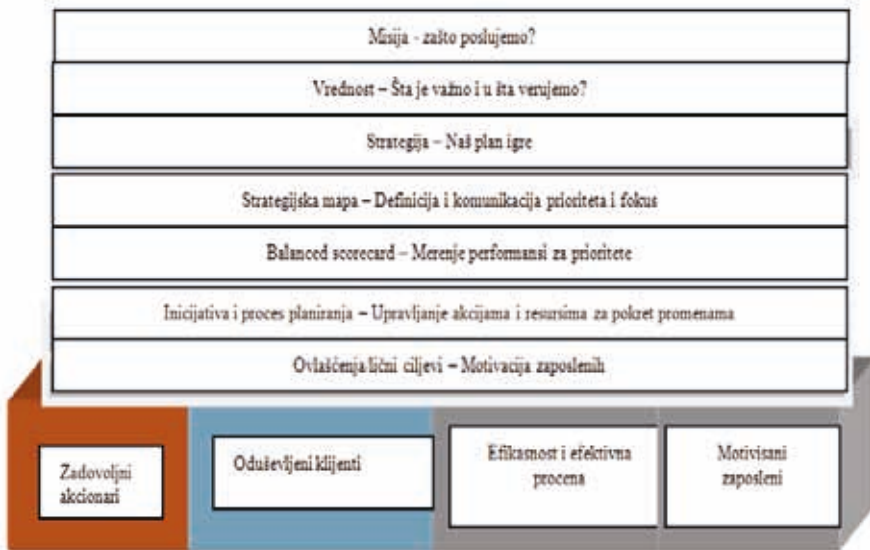 Misija - zašto poslujemo?
Vrednost – Šta je važno i u šta verujemo?
Strategija – Naš plan igre
Strategijska mapa – Definicija i komunikacija prioriteta i fokus
Balanced scorecard – Merenje performansi za prioritete
Inicijativa i proces planiranja – Upravljanje akcijama i resursima za pokret promenama
Ovlašćenja/lični ciljevi – Motivacija zaposlenih
Zadovoljni
akcionari
Oduševljeni klijenti
Efikasnost i efektivna
procena
Motivisani
zaposleni